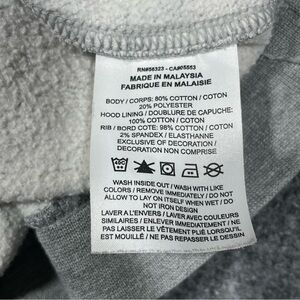 RN#56323 - CA#05553
MADE IN MALAYSIA
FABRIQUE EN MALAISIE
BODY / CORPS: 80% COTTON / COTON
20% POLYESTER
HOOD LINING / DOUBLURE DE CAPUCHE:
100% COTTON / COTON
RIB / BORD COTE: 98% COTTON / COTON
2% SPANDEX / ELASTHANNE
EXCLUSIVE OF DECORATION /
DECORATION NON COMPRISE
WASH INSIDE OUT / WASH WITH LIKE
COLORS / REMOVE IMMEDIATELY / DO NOT
ALLOW TO LAY ON ITSELF WHEN WET / DO
NOT IRON DESIGN
LAVER A L'ENVERS / LAVER AVEC COULEURS
SIMILAIRES / ENLEVER IMMEDIATEMENT / NE
PAS LAISSER LE VÊTEMENT PLIÉ LORSQU'IL
EST MOUILLÉ / NE PAS REPASSER LE DESSIN